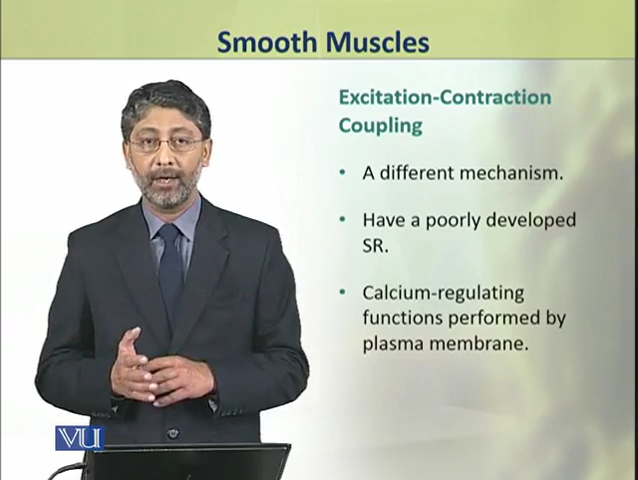 Smooth Muscles
Excitation-Contraction
Coupling
• A different mechanism.
• Have a poorly developed
SR.
• Calcium-regulating
functions performed by
plasma membrane.
VU